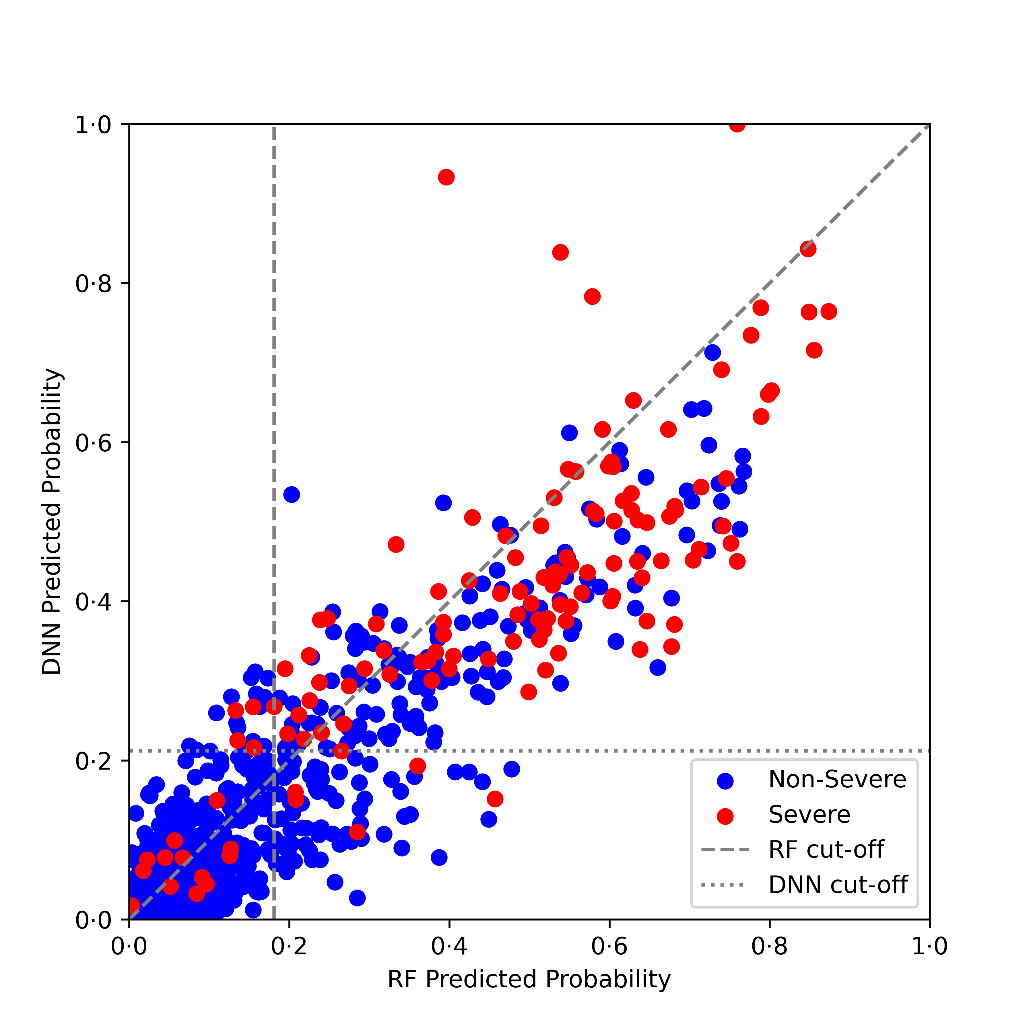 1·0
0·8
0·6
0·4
0·2
0·0
DNN Predicted Probability
Non-Severe
Severe
RF cut-off
DNN cut-off
0·0 0·2 0·4 0·6 0·8 1·0
RF Predicted Probability